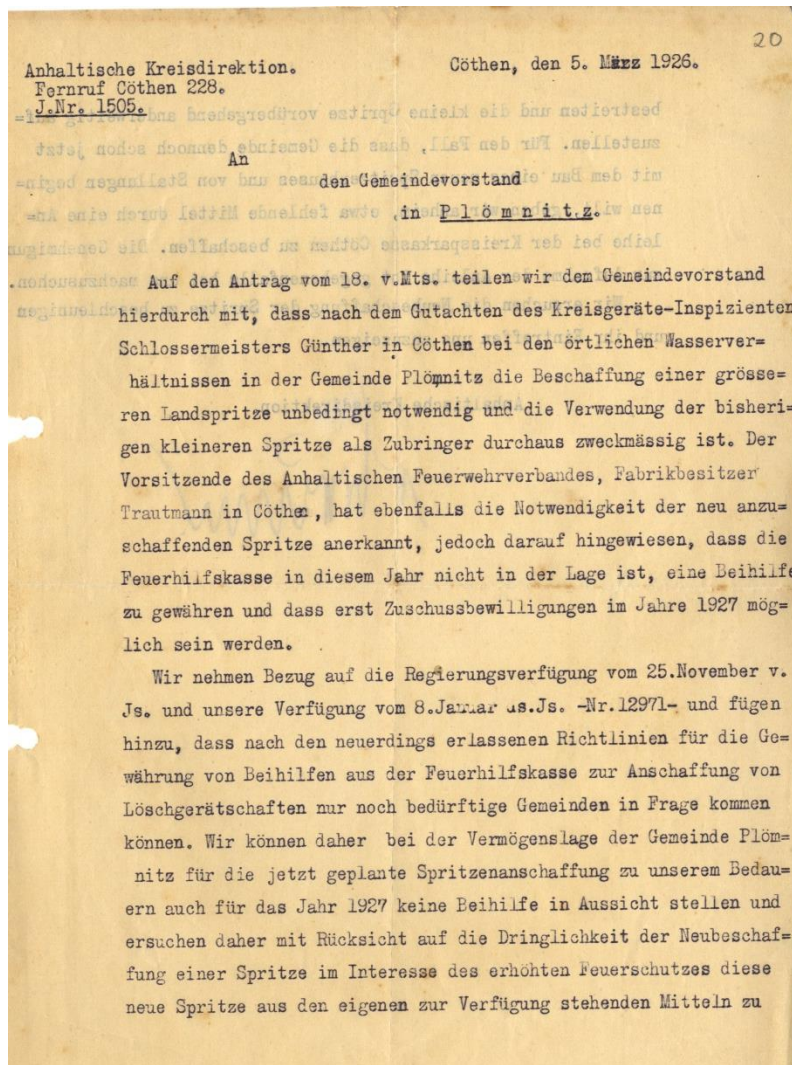 20
Anhaltische Kreisdirektion.
Cöthen, den 5. März 1926.
Fernruf Cöthen 228.
J.Nr. 1505.
An
den Gemeindevorstand
in Plömnitz.
Auf den Antrag vom 18. v.Mts. teilen wir dem Gemeindevorstand
hierdurch mit, dass nach dem Gutachten des Kreisgeräte-Inspizienten
Schlossermeisters Günther in Cöthen bei den örtlichen Wasserver=
hältnissen in der Gemeinde Plömnitz die Beschaffung einer grösse=
ren Landspritze unbedingt notwendig und die Verwendung der bisheri=
gen kleineren Spritze als Zubringer durchaus zweckmässig ist. Der
Vorsitzende des Anhaltischen Feuerwehrverbandes, Fabrikbesitzer
Trautmann in Cöthen, hat ebenfalls die Notwendigkeit der neu anzu=
schaffenden Spritze anerkannt, jedoch darauf hingewiesen, dass die
Feuerhilfskasse in diesem Jahr nicht in der Lage ist, eine Beihilfe
zu gewähren und dass erst Zuschussbewilligungen im Jahre 1927 mög=
lich sein werden.
Wir nehmen Bezug auf die Regierungsverfügung vom 25.November v.
Js. und unsere Verfügung vom 8.Januar ds.Js. -Nr.12971- und fügen
hinzu, dass nach den neuerdings erlassenen Richtlinien für die Ge=
währung von Beihilfen aus der Feuerhilfskasse zur Anschaffung von
Löschgerätschaften nur noch bedürftige Gemeinden in Frage kommen
können. Wir können daher bei der Vermögenslage der Gemeinde Plöm=
nitz für die jetzt geplante Spritzenanschaffung zu unserem Bedau=
ern auch für das Jahr 1927 keine Beihilfe in Aussicht stellen und
ersuchen daher mit Rücksicht auf die Dringlichkeit der Neubeschaf=
fung einer Spritze im Interesse des erhöhten Feuerschutzes diese
neue Spritze aus den eigenen zur Verfügung stehenden Mitteln zu